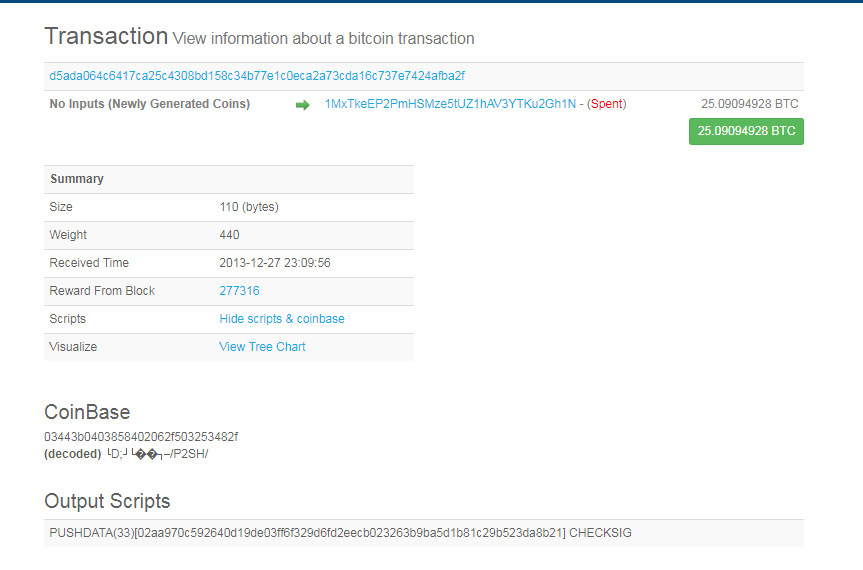 Transaction View information about a bitcoin transaction
d5ada064c6417ca25c4308bd158c34b77e1c0eca2a73cda16c737e7424afba2f
No Inputs (Newly Generated Coins) 1MxTkeEP2PmHSMze5tUZ1hAV3YTKu2Gh1N - (Spent) 25.09094928 BTC
25.09094928 BTC
Summary
Size 110 (bytes)
Weight 440
Received Time 2013-12-27 23:09:56
Reward From Block 277316
Scripts Hide scripts & coinbase
Visualize View Tree Chart
CoinBase
03443b0403858402062f503253482f
(decoded) └D;┘└��┐–/P2SH/
Output Scripts
PUSHDATA(33)[02aa970c592640d19de03ff6f329d6fd2eecb023263b9ba5d1b81c29b523da8b21] CHECKSIG